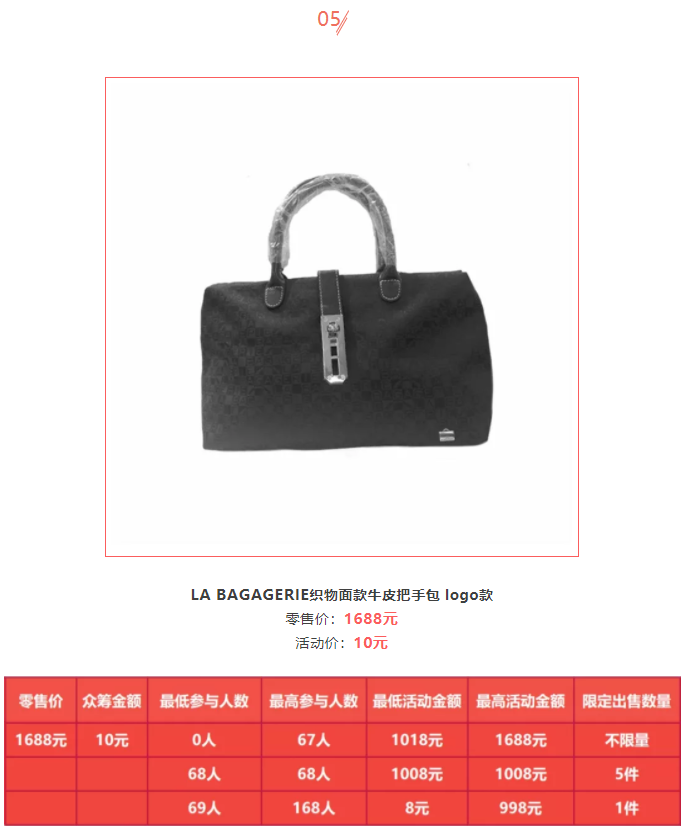 05
LA BAGAGERIE织物面款牛皮把手包 logo款
零售价：1688元
活动价：10元
零售价 众筹金额 最低参与人数 最高参与人数 最低活动金额 最高活动金额 限定出售数量
1688元 10元 0人 67人 1018元 1688元 不限量
68人 68人 1008元 1008元 5件
69人 168人 8元 998元 1件